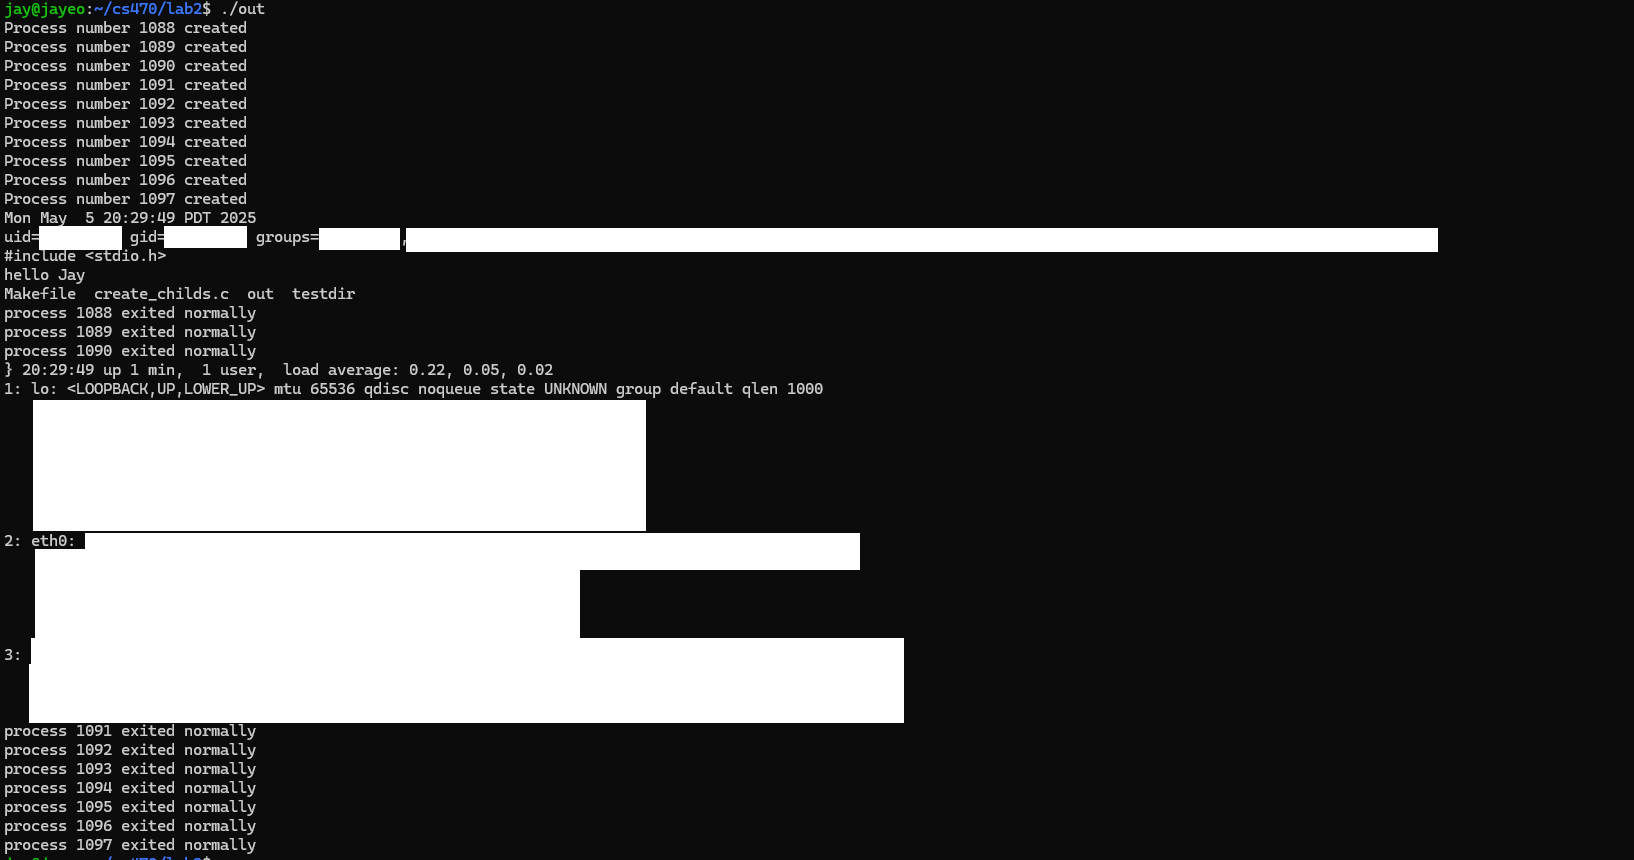 jay@jayeo:~/cs470/lab2$ ./out
Process number 1088 created
Process number 1089 created
Process number 1090 created
Process number 1091 created
Process number 1092 created
Process number 1093 created
Process number 1094 created
Process number 1095 created
Process number 1096 created
Process number 1097 created
Mon May  5 20:29:49 PDT 2025
uid= gid= groups= ,
#include <stdio.h>
hello Jay
Makefile  create_childs.c  out  testdir
process 1088 exited normally
process 1089 exited normally
process 1090 exited normally
} 20:29:49 up 1 min,  1 user,  load average: 0.22, 0.05, 0.02
1: lo: <LOOPBACK,UP,LOWER_UP> mtu 65536 qdisc noqueue state UNKNOWN group default qlen 1000
2: eth0:
3:
process 1091 exited normally
process 1092 exited normally
process 1093 exited normally
process 1094 exited normally
process 1095 exited normally
process 1096 exited normally
process 1097 exited normally